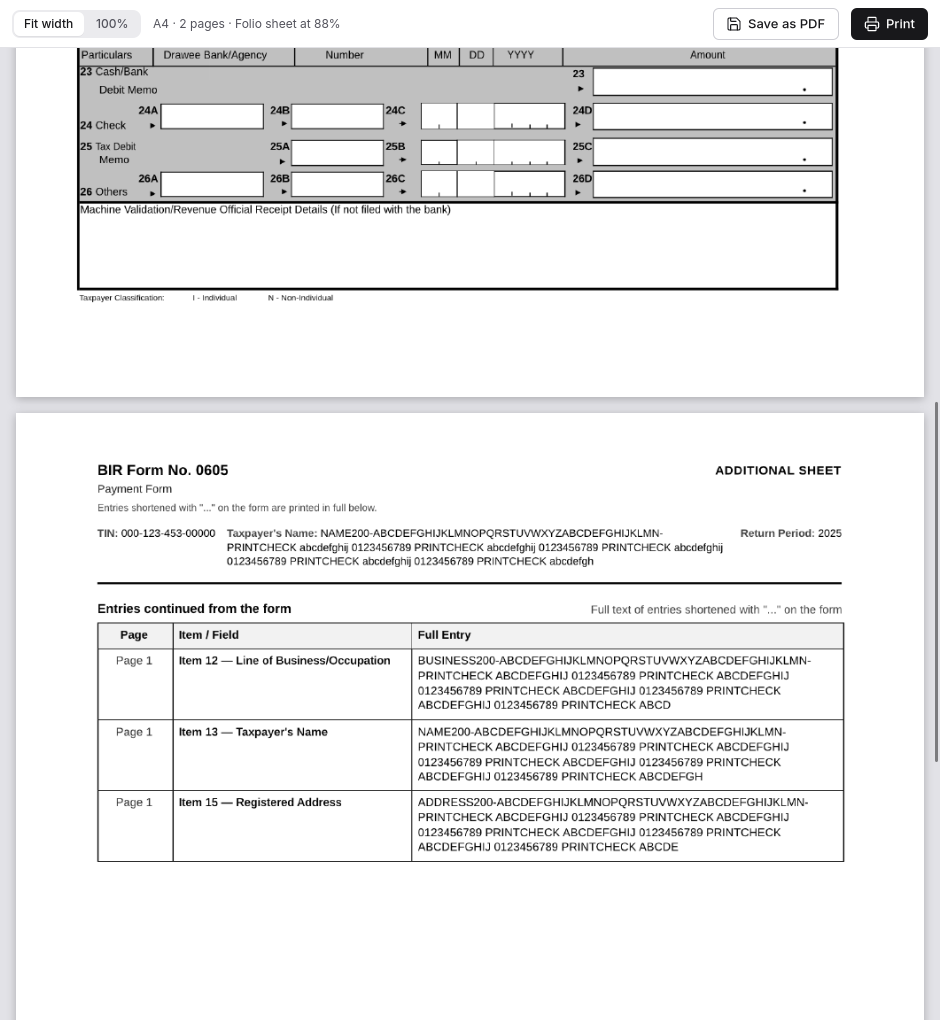 Fit width 100% A4 · 2 pages · Folio sheet at 88% Save as PDF Print
Particulars Drawee Bank/Agency Number MM DD YYYY Amount
23 Cash/Bank 23
Debit Memo
24A 24B 24C 24D
24 Check
25 Tax Debit 25A 25B 25C
Memo
26A 26B 26C 26D
26 Others
Machine Validation/Revenue Official Receipt Details (If not filed with the bank)
Taxpayer Classification: I - Individual N - Non-Individual
BIR Form No. 0605 ADDITIONAL SHEET
Payment Form
Entries shortened with "..." on the form are printed in full below.
TIN: 000-123-453-00000 Taxpayer's Name: NAME200-ABCDEFGHIJKLMNOPQRSTUVWXYZABCDEFGHIJKLMN- Return Period: 2025
PRINTCHECK abcdefghij 0123456789 PRINTCHECK abcdefghij 0123456789 PRINTCHECK abcdefghij
0123456789 PRINTCHECK abcdefghij 0123456789 PRINTCHECK abcdefgh
Entries continued from the form Full text of entries shortened with "..." on the form
Page Item / Field Full Entry
Page 1 Item 12 — Line of Business/Occupation BUSINESS200-ABCDEFGHIJKLMNOPQRSTUVWXYZABCDEFGHIJKLMN-
PRINTCHECK ABCDEFGHIJ 0123456789 PRINTCHECK ABCDEFGHIJ
0123456789 PRINTCHECK ABCDEFGHIJ 0123456789 PRINTCHECK
ABCDEFGHIJ 0123456789 PRINTCHECK ABCD
Page 1 Item 13 — Taxpayer's Name NAME200-ABCDEFGHIJKLMNOPQRSTUVWXYZABCDEFGHIJKLMN-
PRINTCHECK ABCDEFGHIJ 0123456789 PRINTCHECK ABCDEFGHIJ
0123456789 PRINTCHECK ABCDEFGHIJ 0123456789 PRINTCHECK
ABCDEFGHIJ 0123456789 PRINTCHECK ABCDEFGH
Page 1 Item 15 — Registered Address ADDRESS200-ABCDEFGHIJKLMNOPQRSTUVWXYZABCDEFGHIJKLMN-
PRINTCHECK ABCDEFGHIJ 0123456789 PRINTCHECK ABCDEFGHIJ
0123456789 PRINTCHECK ABCDEFGHIJ 0123456789 PRINTCHECK
ABCDEFGHIJ 0123456789 PRINTCHECK ABCDE